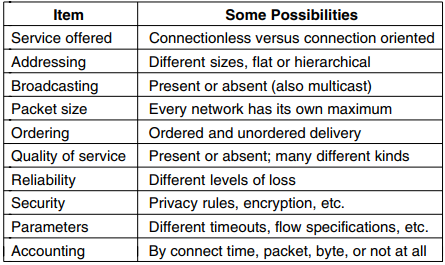 Item Some Possibilities
Service offered Connectionless versus connection oriented
Addressing Different sizes, flat or hierarchical
Broadcasting Present or absent (also multicast)
Packet size Every network has its own maximum
Ordering Ordered and unordered delivery
Quality of service Present or absent; many different kinds
Reliability Different levels of loss
Security Privacy rules, encryption, etc.
Parameters Different timeouts, flow specifications, etc.
Accounting By connect time, packet, byte, or not at all